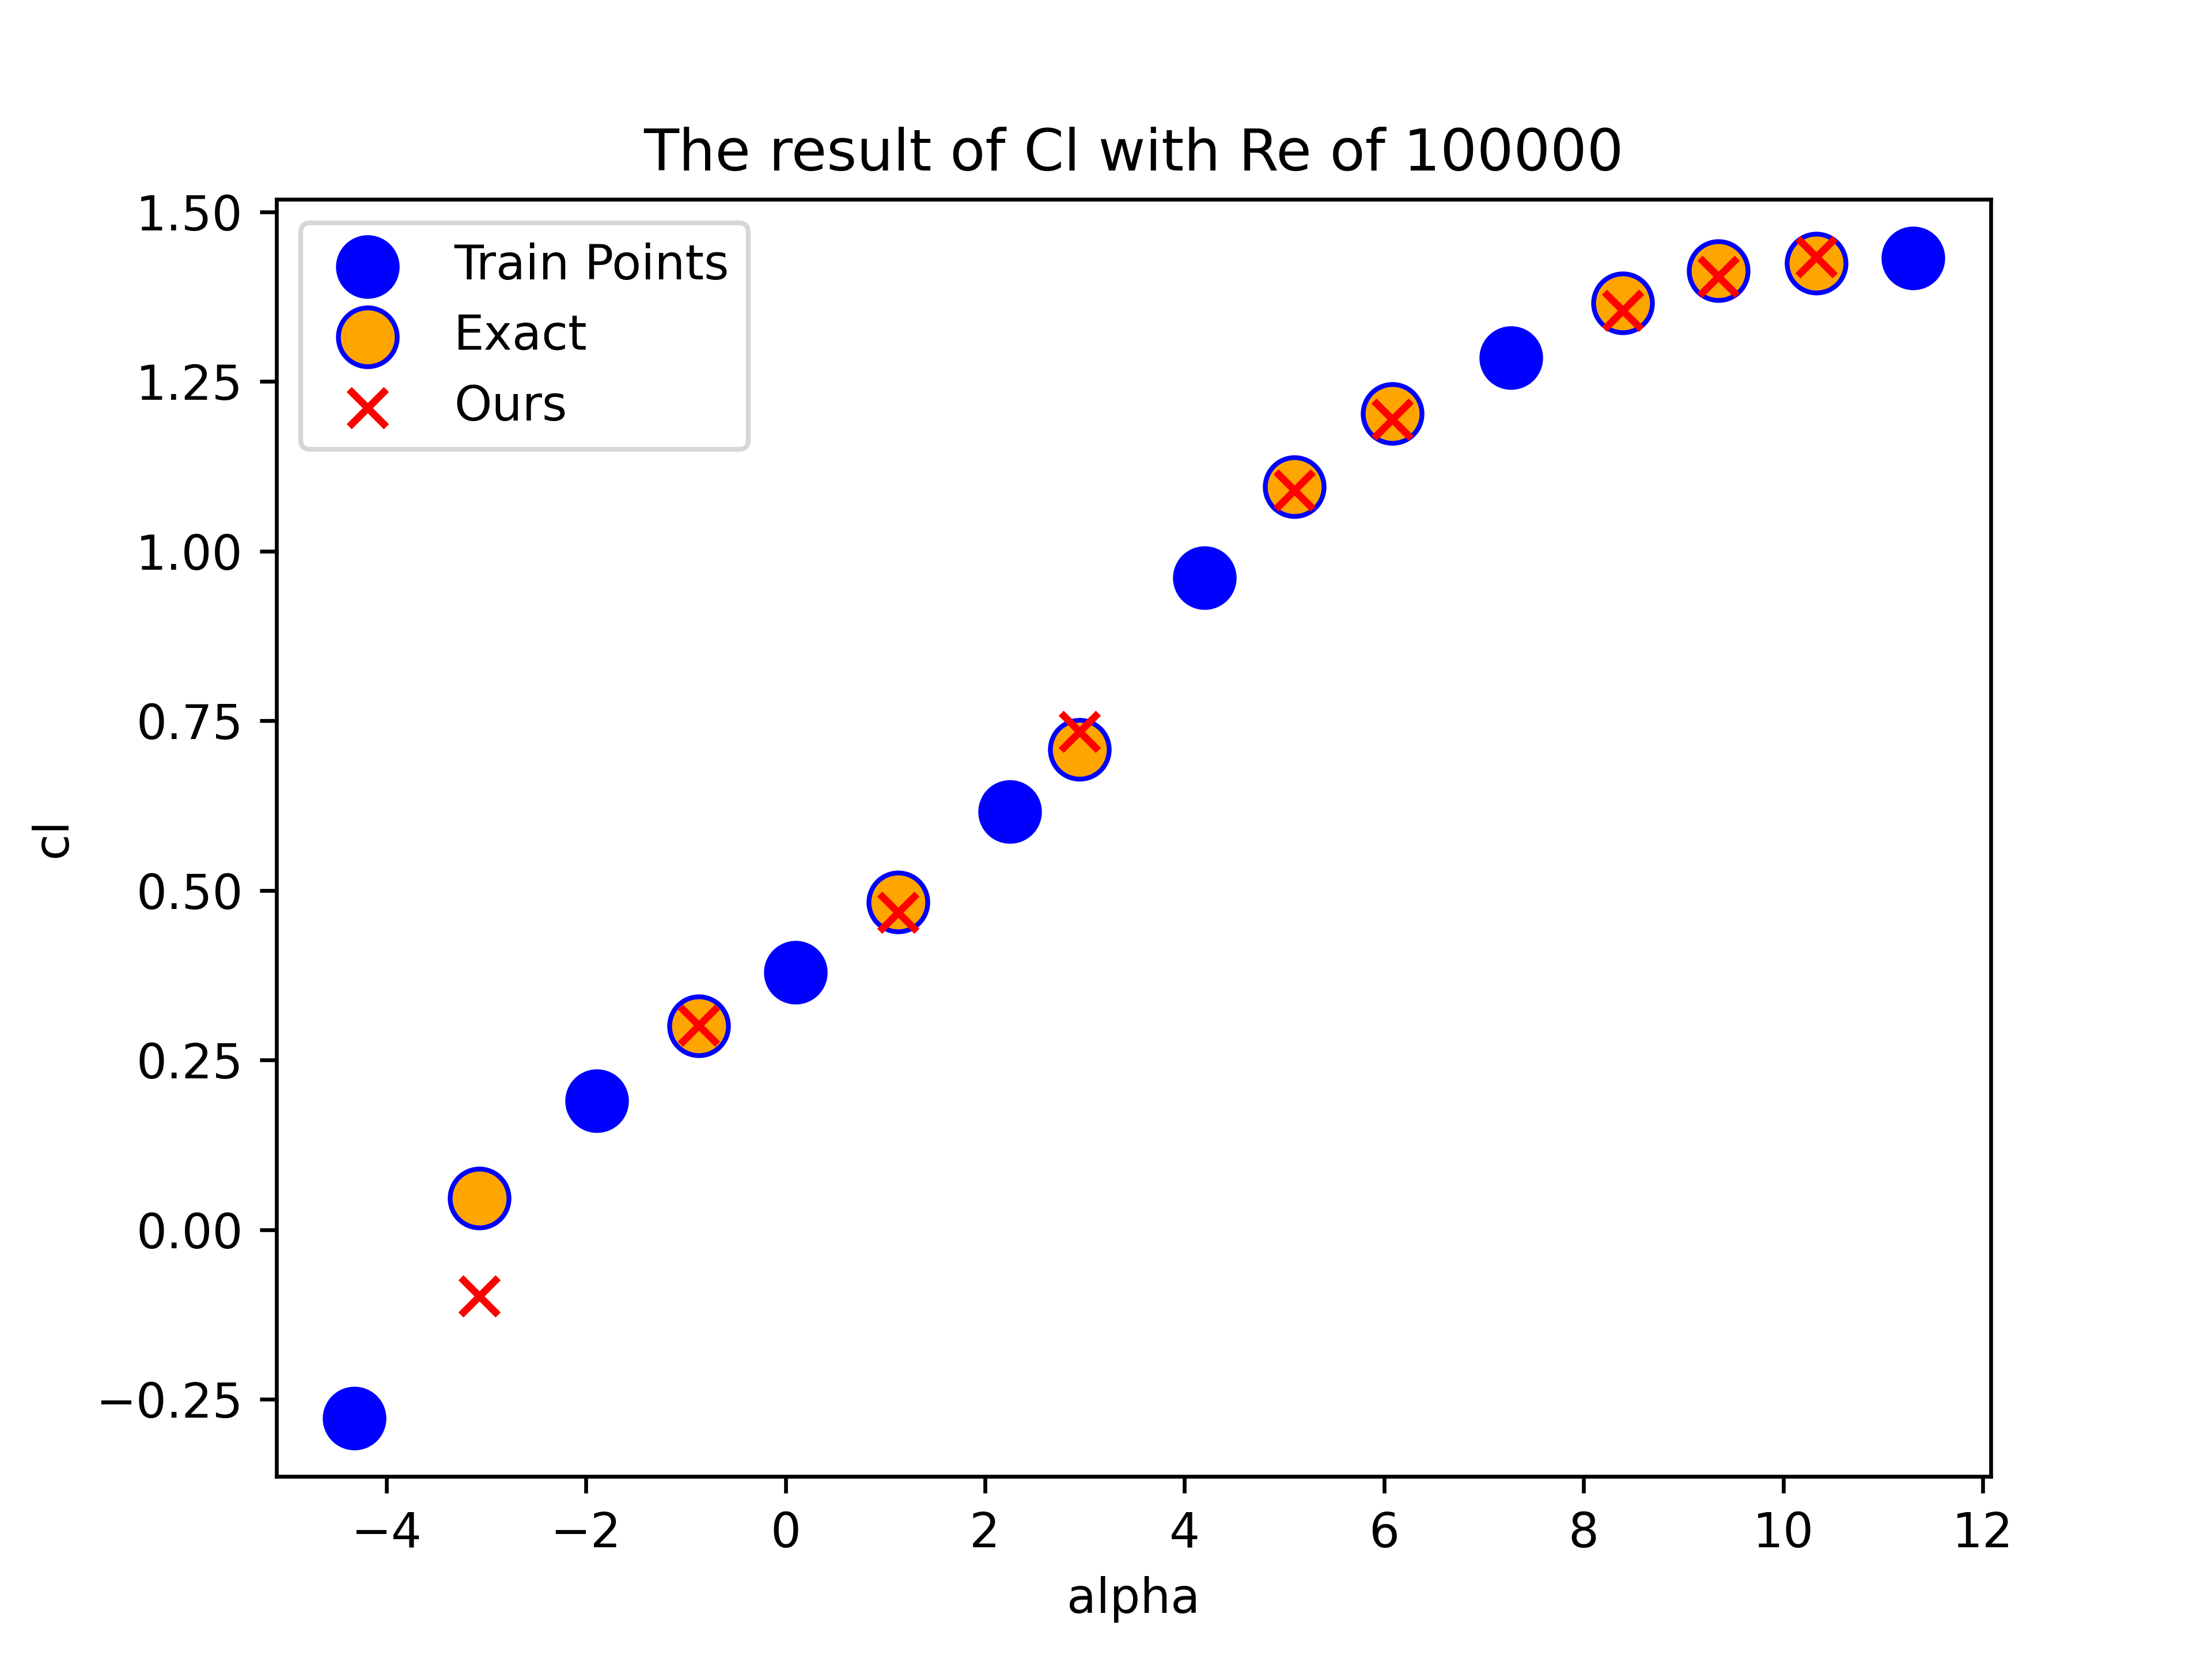 The result of Cl with Re of 100000
1.50
1.25
1.00
0.75
0.50
0.25
0.00
−0.25
cl
Train Points
Exact
Ours
−4 −2 0 2 4 6 8 10 12
alpha